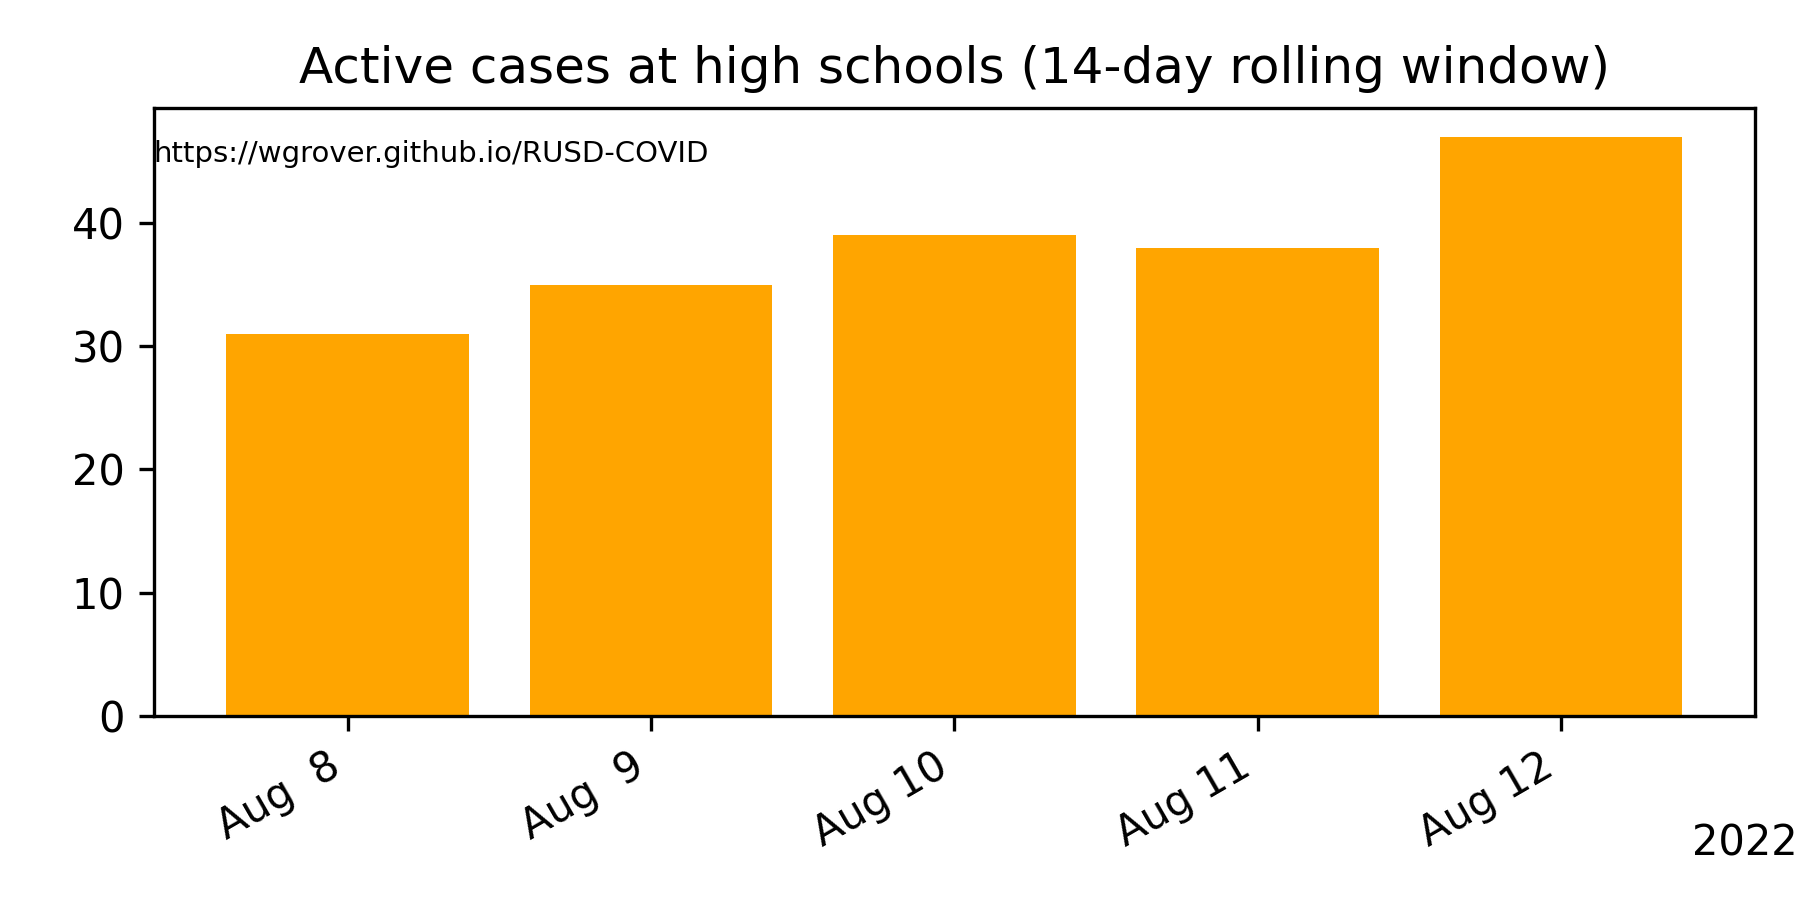 Active cases at high schools (14-day rolling window)
https://wgrover.github.io/RUSD-COVID
40
30
20
10
0
Aug  8
Aug  9
Aug 10
Aug 11
Aug 12
2022